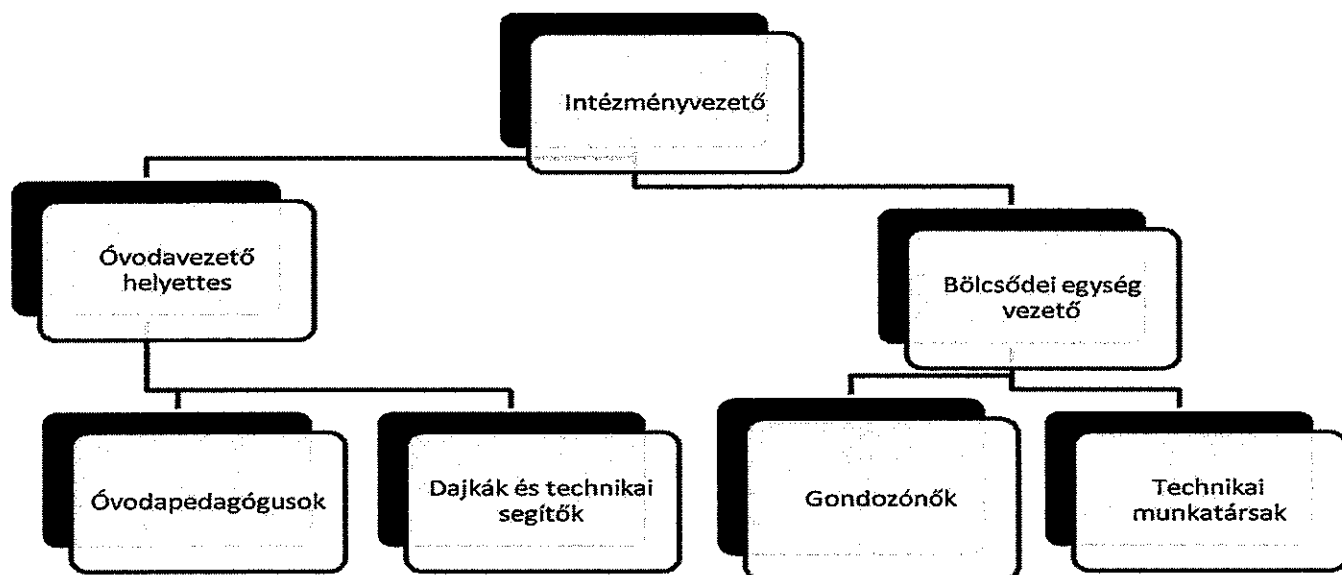 Intézményvezető
Óvodavezető
helyettes
Bölcsődei egység
vezető
Óvodapedagógusok
Dajkák és technikai
segítők
Gondozónők
Technikai
munkatársak